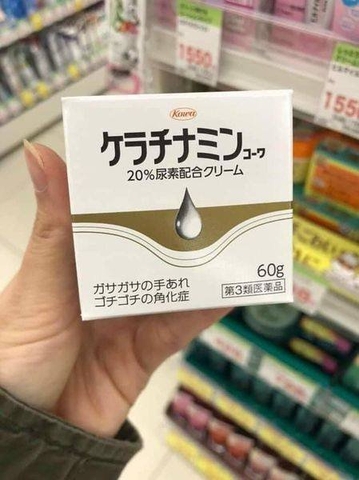 Kowa
ケラチナミンコーワ
20%尿素配合クリーム
60g
ガサガサの手あれ
ゴチゴチの角化症
第3類医薬品
1550
155